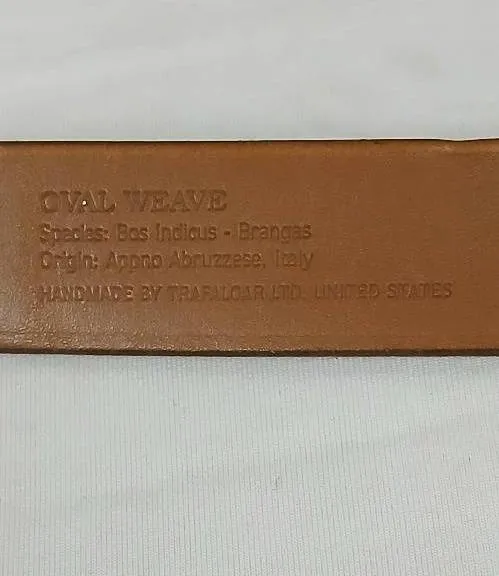 OVAL WEAVE
Species: Bos Indicus - Brangas
Origin: Appno Abruzzese, Italy
HANDMADE BY TRAFALGAR LTD. UNITED STATES